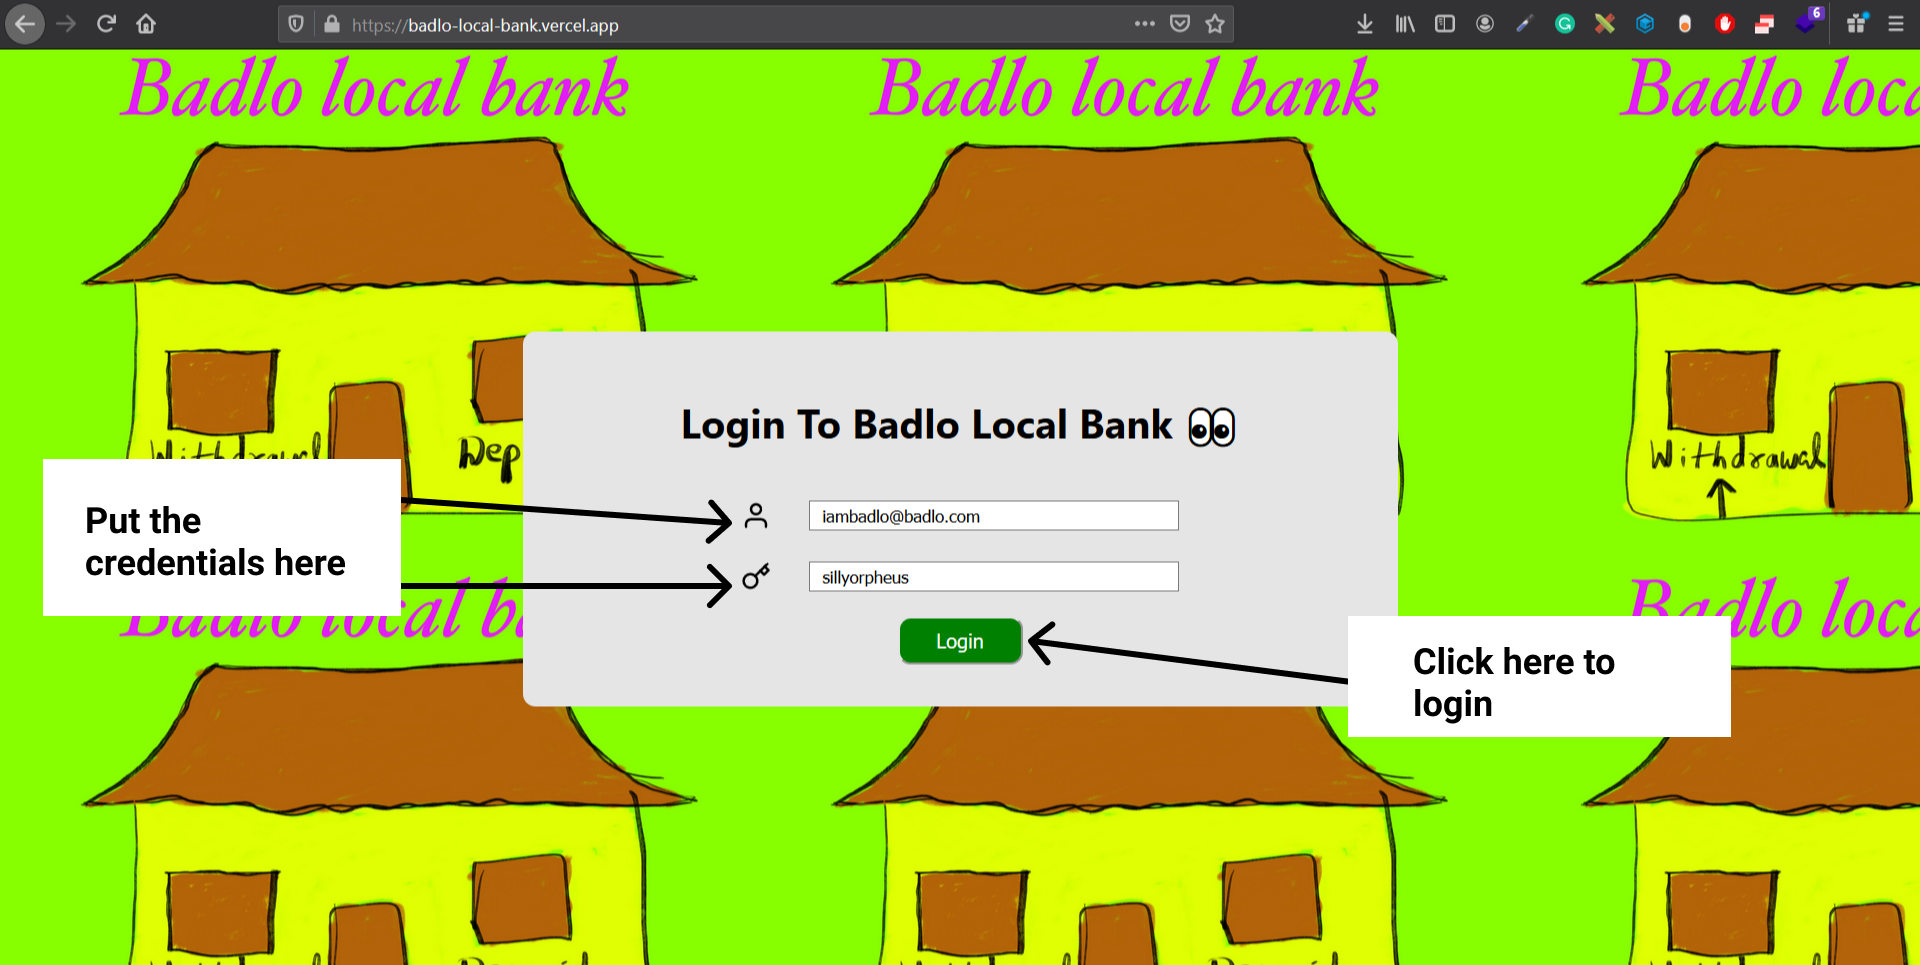 https://badlo-local-bank.vercel.app
6
Badlo local bank
Badlo local bank
Badlo loca
Login To Badlo Local Bank 👀
Withdrawal
Dep
Withdrawal
Put the
credentials here
iambadlo@badlo.com
sillyorpheus
Login
Badlo local b
Badlo loca
Click here to
login